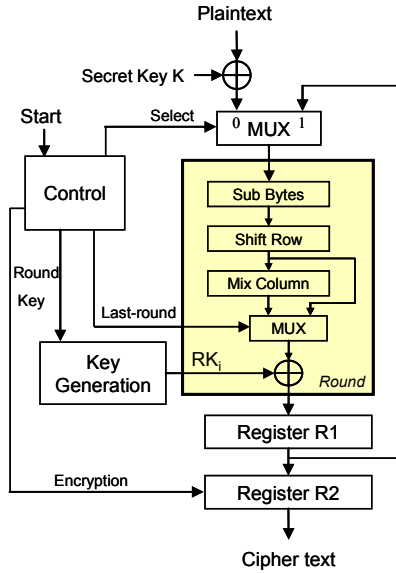 Plaintext
Secret Key K
Start
Select
0 MUX 1
Control
Sub Bytes
Shift Row
Round
Key
Mix Column
Last-round
MUX
Key
Generation
RKi
Round
Register R1
Encryption
Register R2
Cipher text